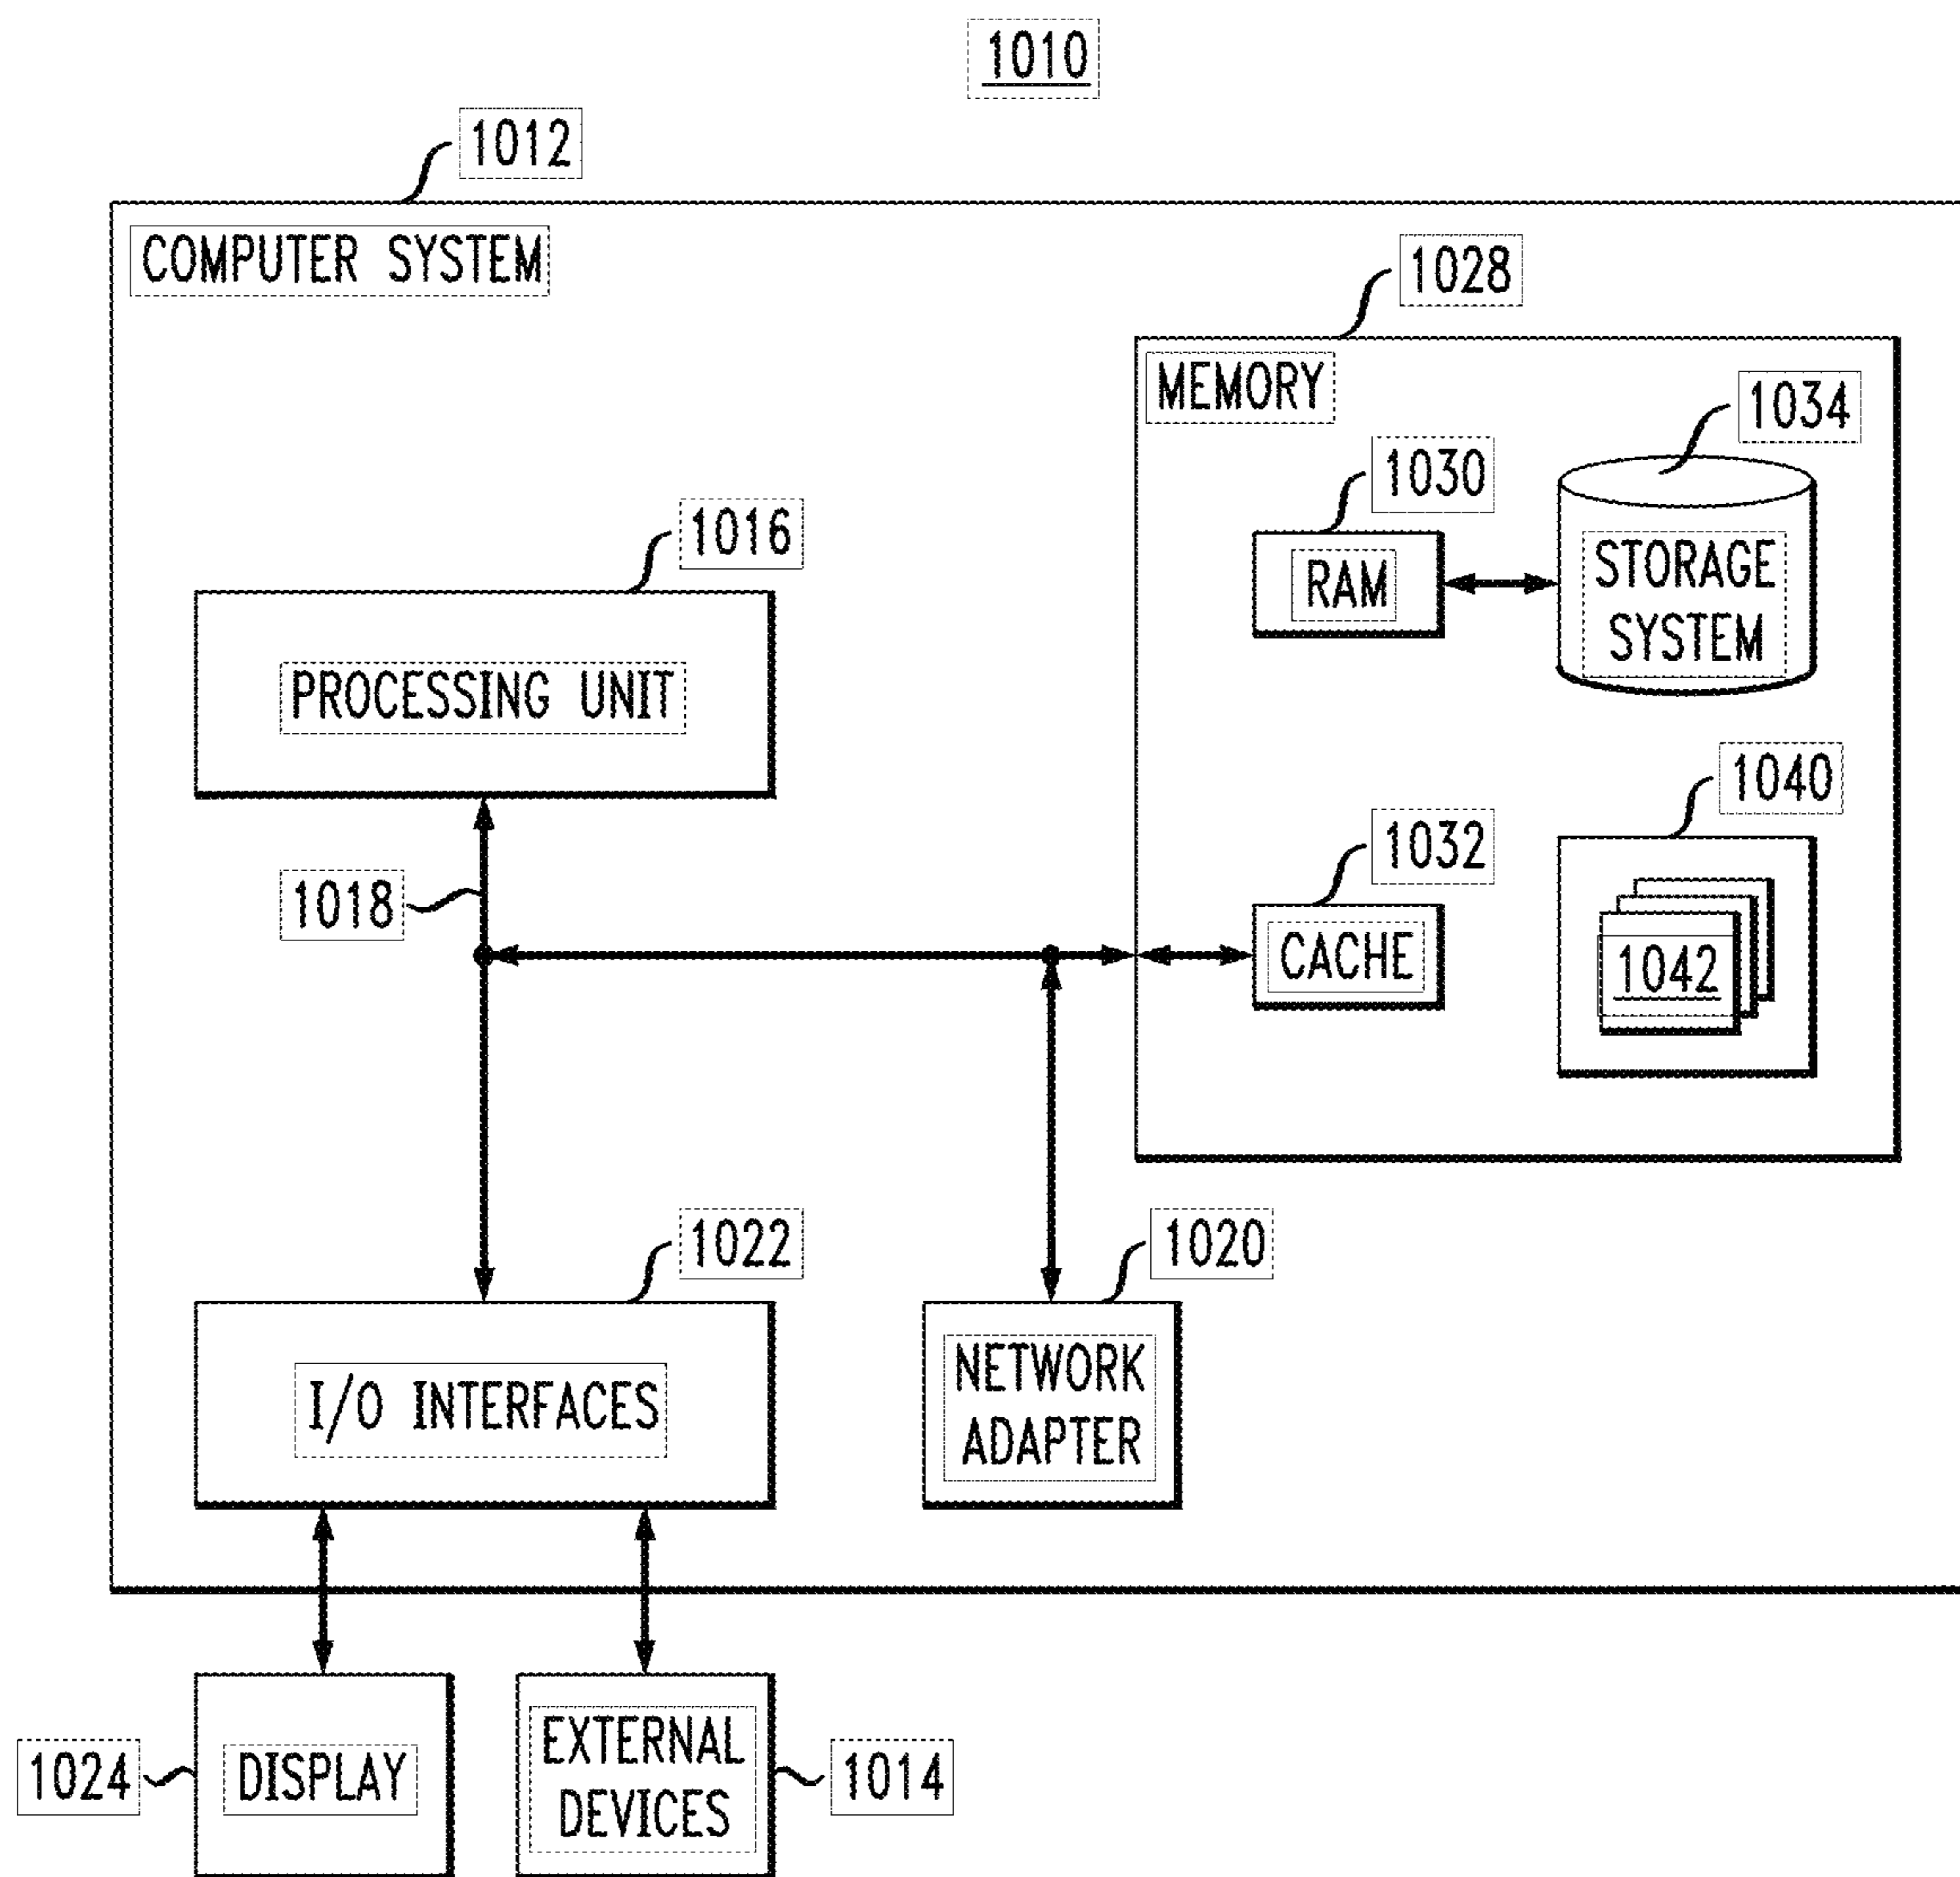 1010
1012
COMPUTER SYSTEM
1028
MEMORY
1034
1030
RAM
STORAGE
SYSTEM
1016
PROCESSING UNIT
1040
1032
1018
CACHE
1042
1022
1020
I/O INTERFACES
NETWORK
ADAPTER
1024
DISPLAY
EXTERNAL
DEVICES
1014